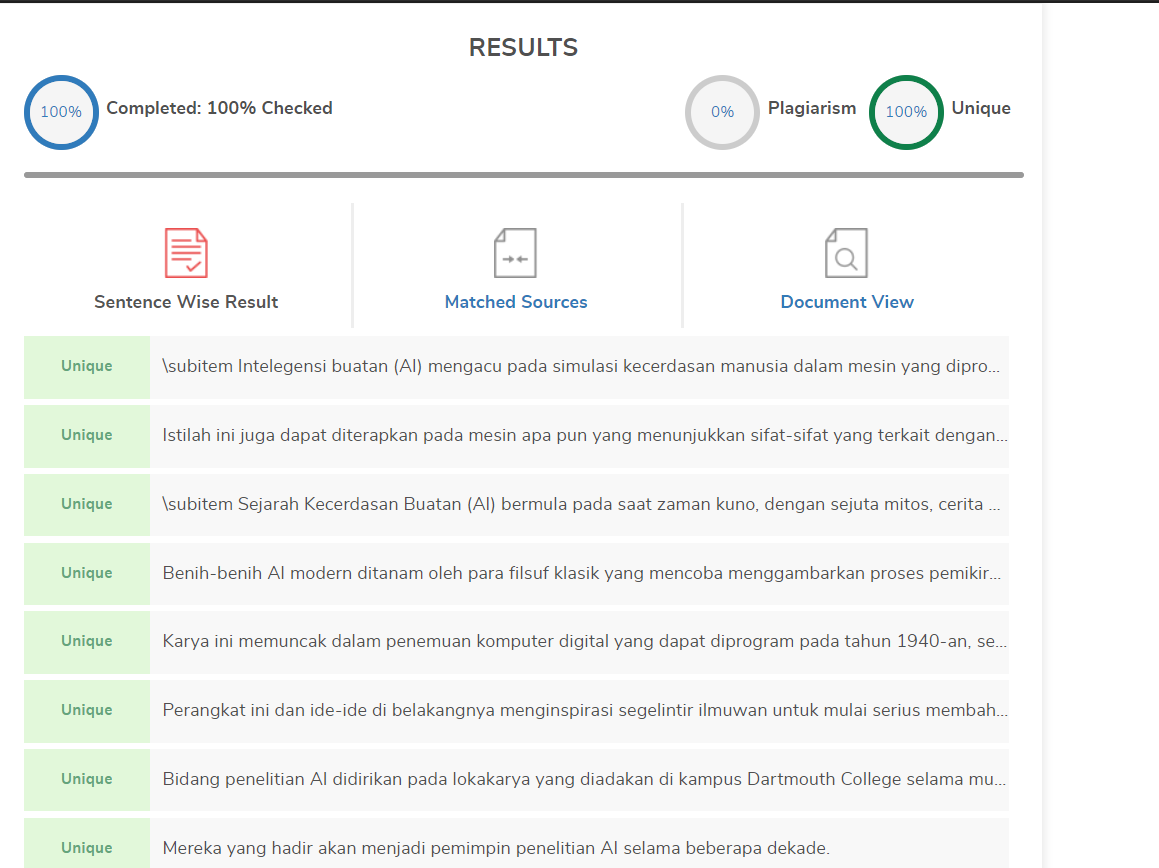 RESULTS
100% Completed: 100% Checked 0% Plagiarism 100% Unique
Sentence Wise Result Matched Sources Document View
Unique \subitem Intelegensi buatan (AI) mengacu pada simulasi kecerdasan manusia dalam mesin yang dipro...
Unique Istilah ini juga dapat diterapkan pada mesin apa pun yang menunjukkan sifat-sifat yang terkait dengan...
Unique \subitem Sejarah Kecerdasan Buatan (AI) bermula pada saat zaman kuno, dengan sejuta mitos, cerita ...
Unique Benih-benih AI modern ditanam oleh para filsuf klasik yang mencoba menggambarkan proses pemikir...
Unique Karya ini memuncak dalam penemuan komputer digital yang dapat diprogram pada tahun 1940-an, se...
Unique Perangkat ini dan ide-ide di belakangnya menginspirasi segelintir ilmuwan untuk mulai serius membah...
Unique Bidang penelitian AI didirikan pada lokakarya yang diadakan di kampus Dartmouth College selama mu...
Unique Mereka yang hadir akan menjadi pemimpin penelitian AI selama beberapa dekade.